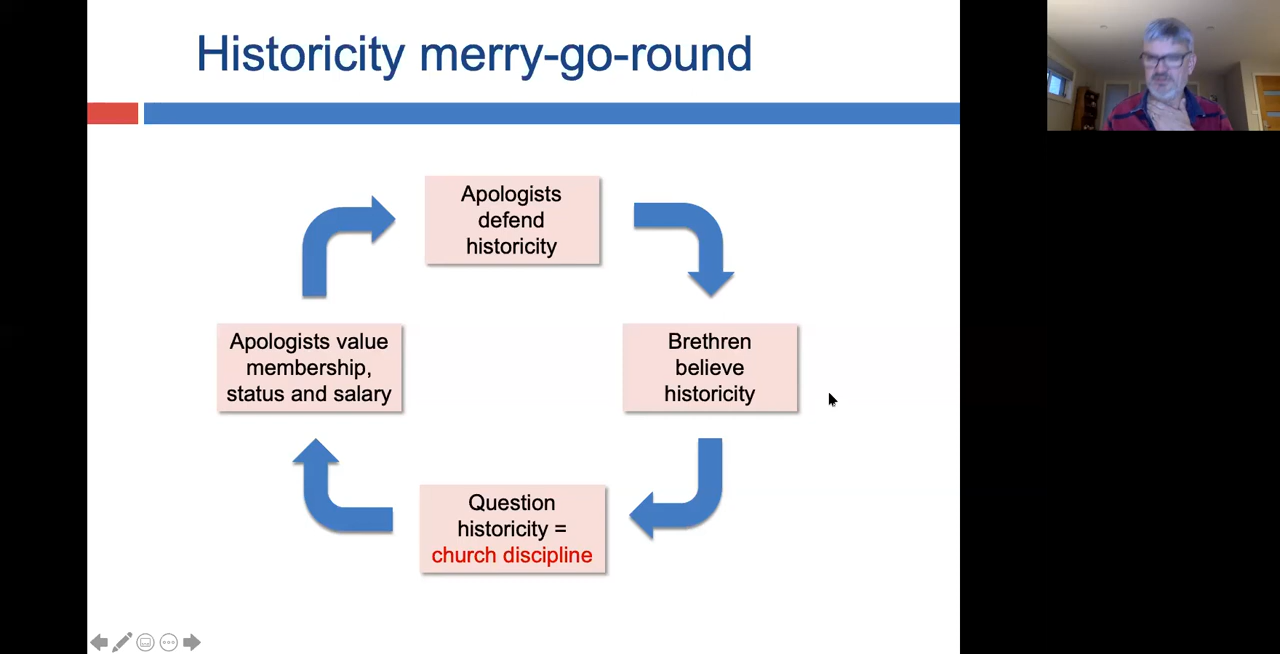 Historicity merry-go-round
Apologists
defend
historicity
Apologists value
membership,
status and salary
Brethren
believe
historicity
Question
historicity =
church discipline